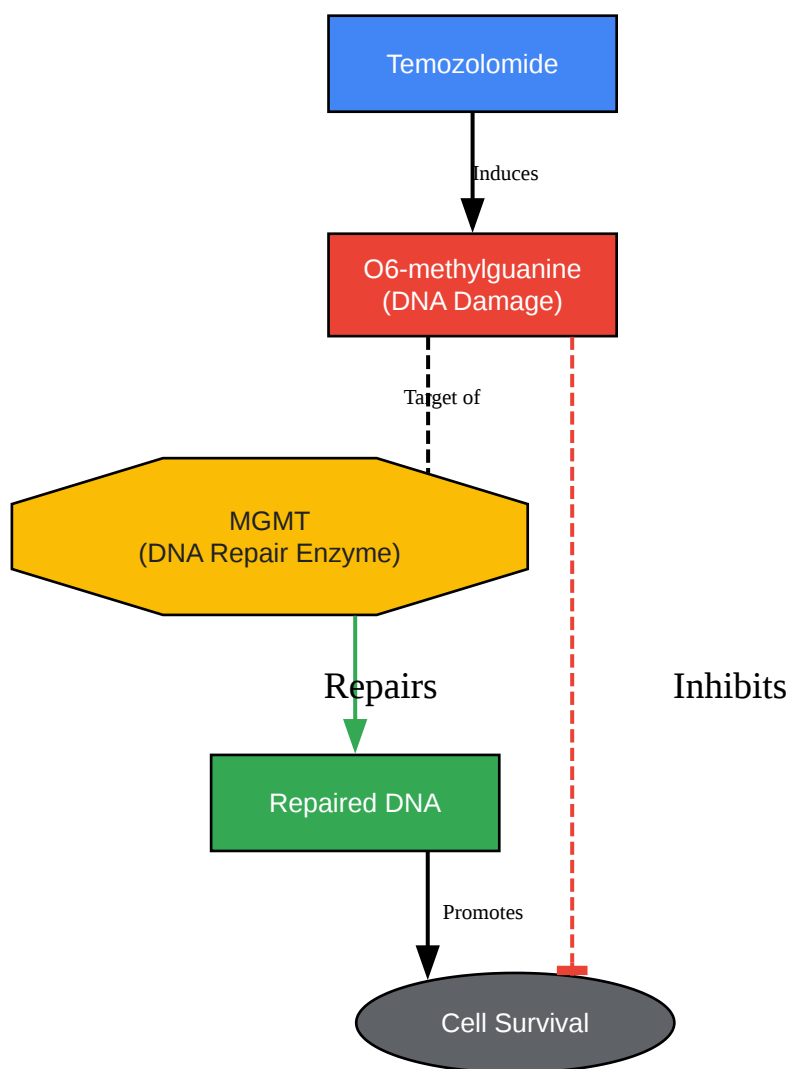 Temozolomide
Induces
O6-methylguanine
(DNA Damage)
Target of
MGMT
(DNA Repair Enzyme)
Repairs
Inhibits
Repaired DNA
Promotes
Cell Survival